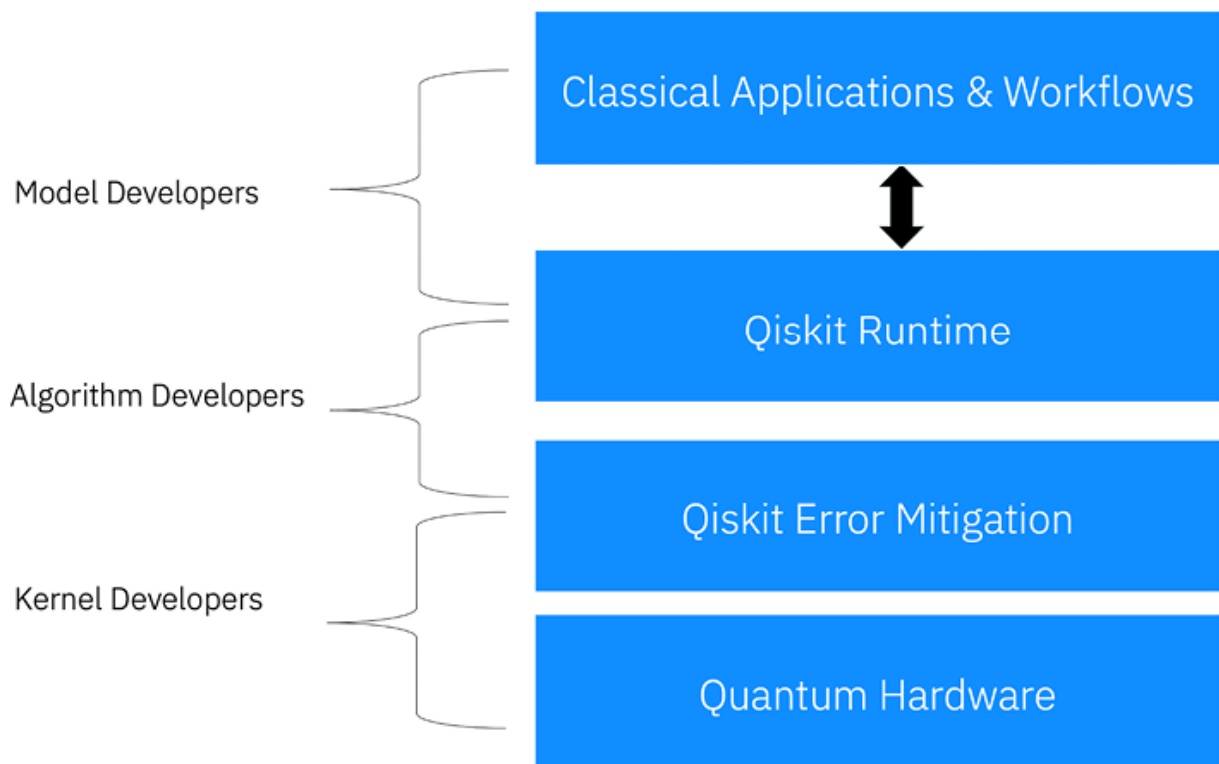 Classical Applications & Workflows
Model Developers
Qiskit Runtime
Algorithm Developers
Qiskit Error Mitigation
Kernel Developers
Quantum Hardware